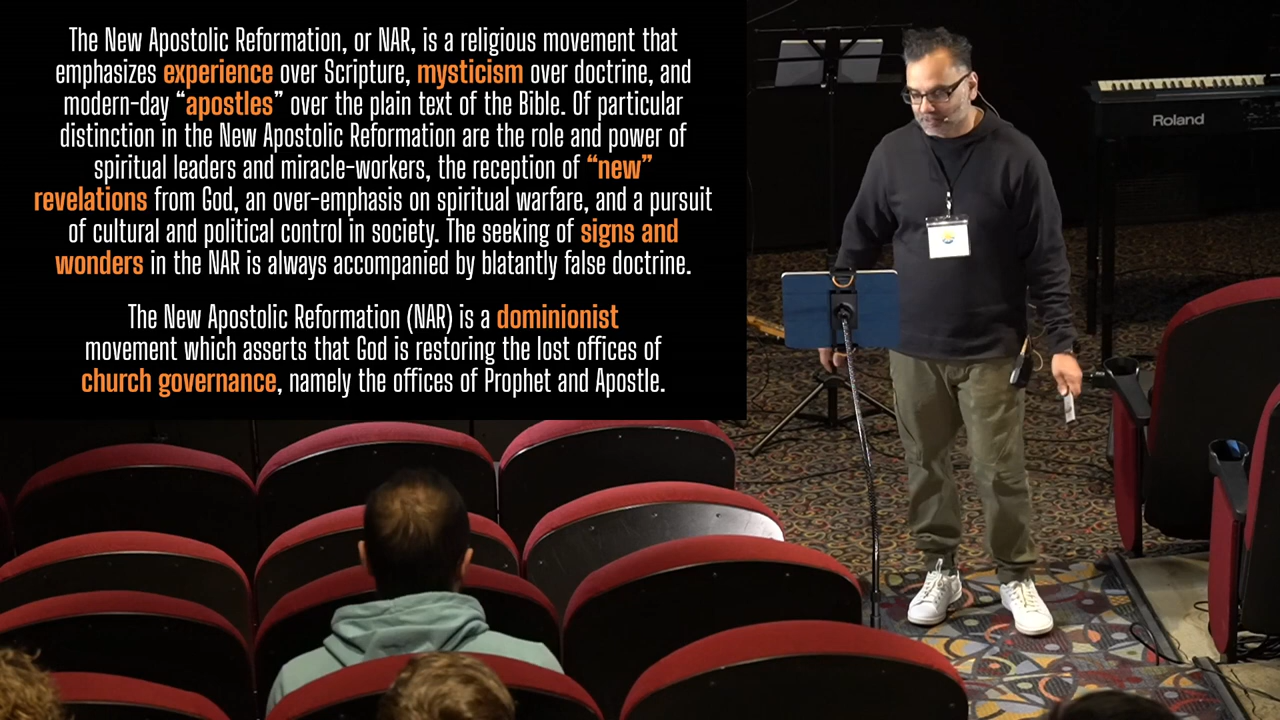 The New Apostolic Reformation, or NAR, is a religious movement that
emphasizes experience over Scripture, mysticism over doctrine, and
modern-day “apostles” over the plain text of the Bible. Of particular
distinction in the New Apostolic Reformation are the role and power of
spiritual leaders and miracle-workers, the reception of “new”
revelations from God, an over-emphasis on spiritual warfare, and a pursuit
of cultural and political control in society. The seeking of signs and
wonders in the NAR is always accompanied by blatantly false doctrine.
The New Apostolic Reformation (NAR) is a dominionist
movement which asserts that God is restoring the lost offices of
church governance, namely the offices of Prophet and Apostle.
Roland